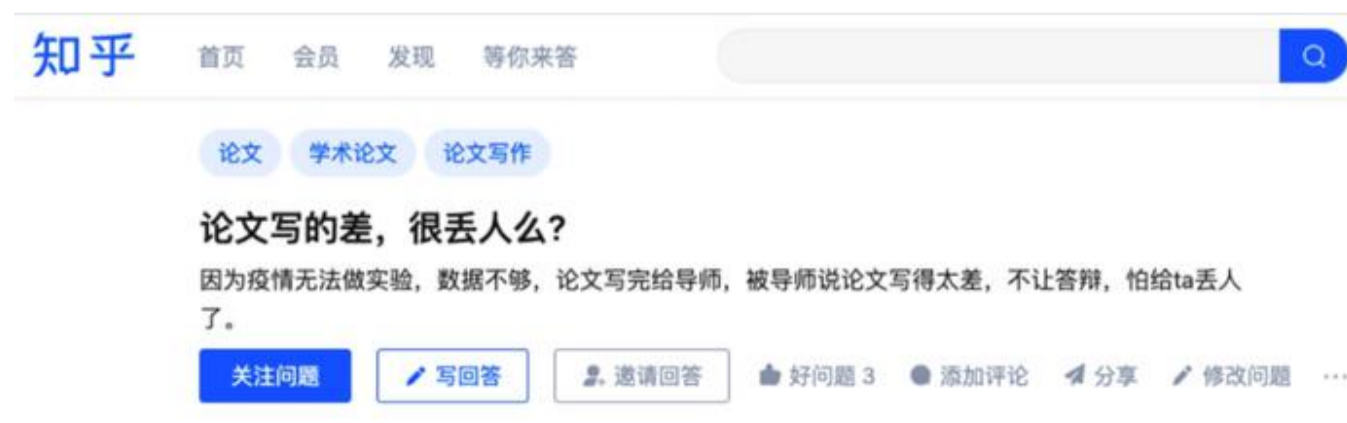 知乎 首页 会员 发现 等你来答
论文 学术论文 论文写作
论文写的差，很丢人么？
因为疫情无法做实验，数据不够，论文写完给导师，被导师说论文写得太差，不让答辩，怕给ta丢人
了。
关注问题 写回答 邀请回答 好问题 3 添加评论 分享 修改问题 ···